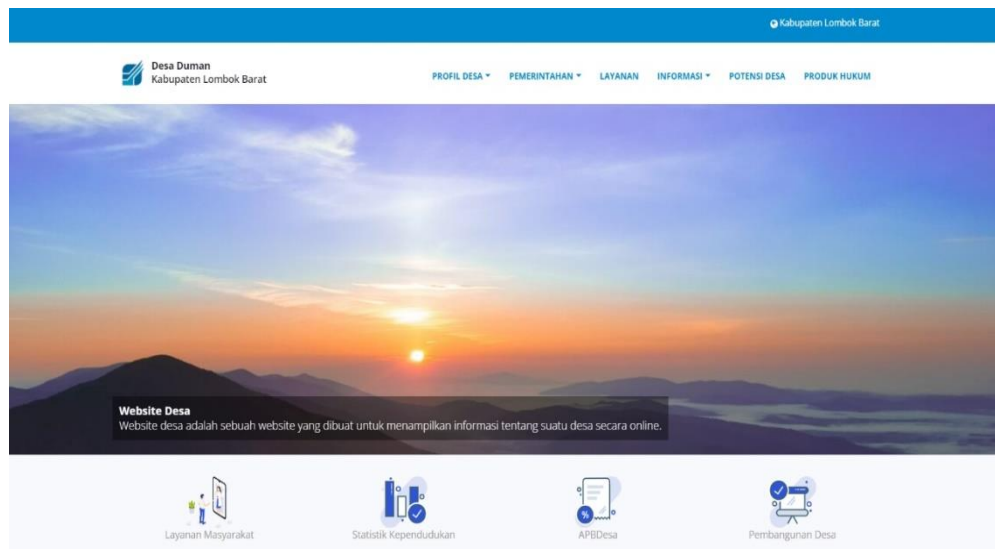 Kabupaten Lombok Barat
Desa Duman
Kabupaten Lombok Barat
PROFIL DESA PEMERINTAHAN LAYANAN INFORMASI POTENSI DESA PRODUK HUKUM
Website Desa
Website desa adalah sebuah website yang dibuat untuk menampilkan informasi tentang suatu desa secara online.
Layanan Masyarakat Statistik Kependudukan APBDesa Pembangunan Desa